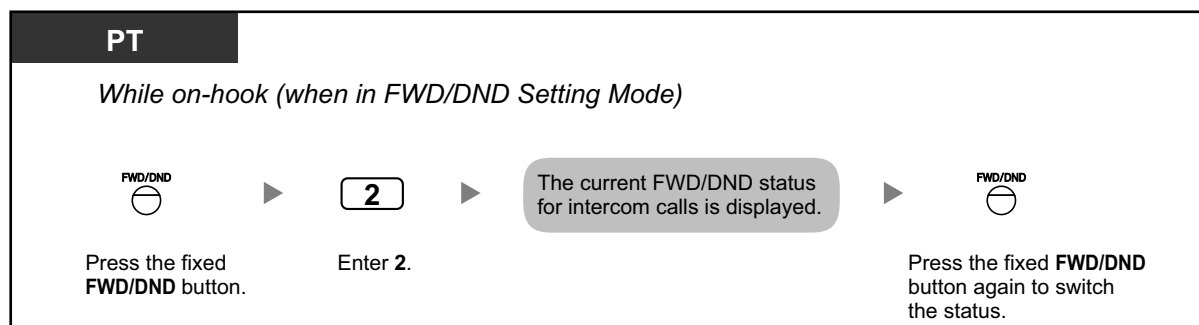 PT
While on-hook (when in FWD/DND Setting Mode)
FWD/DND
2
The current FWD/DND status
for intercom calls is displayed.
FWD/DND
Press the fixed
FWD/DND button.
Enter 2.
Press the fixed FWD/DND
button again to switch
the status.